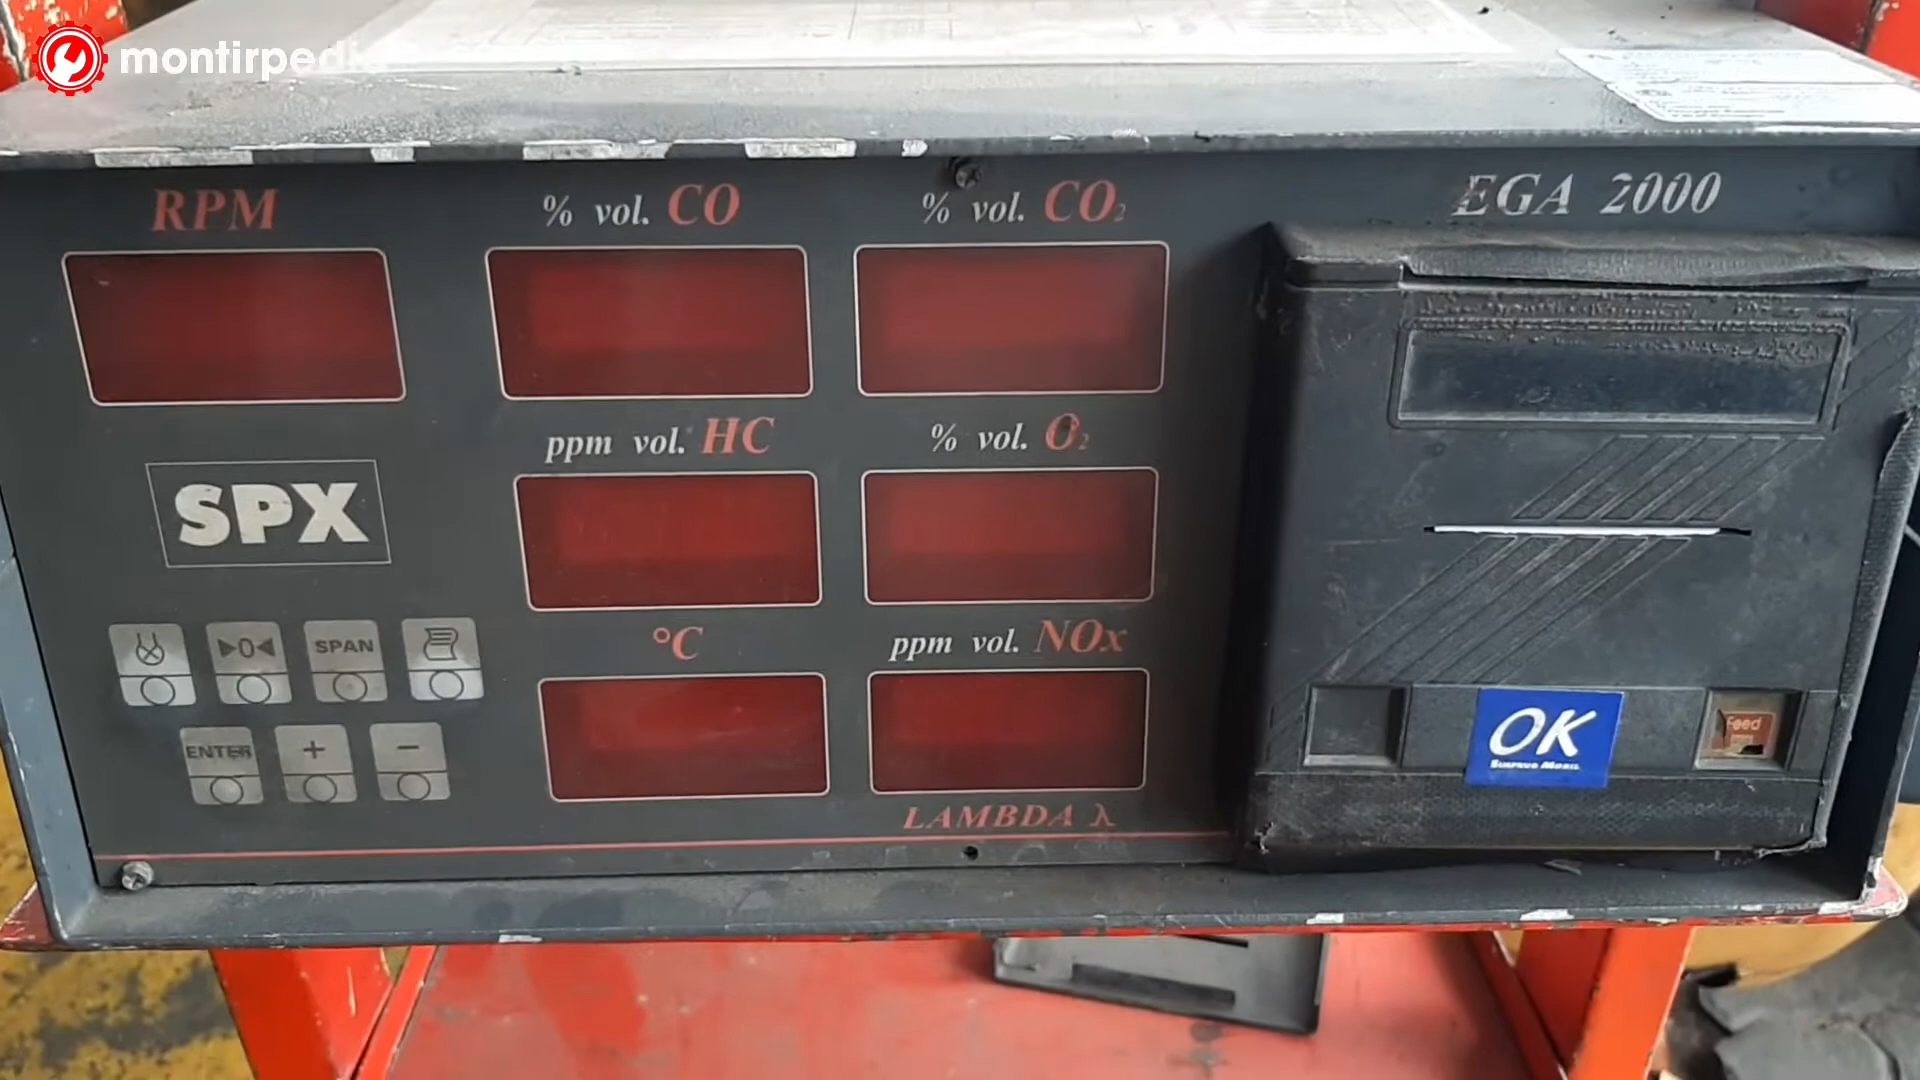 montirpedia
RPM
% vol. CO
% vol. CO₂
EGA 2000
ppm vol. HC
% vol. O₂
SPX
°C
ppm vol. NOx
▶0◀
SPAN
ENTER
+
−
LAMBDA λ
OK
Feed